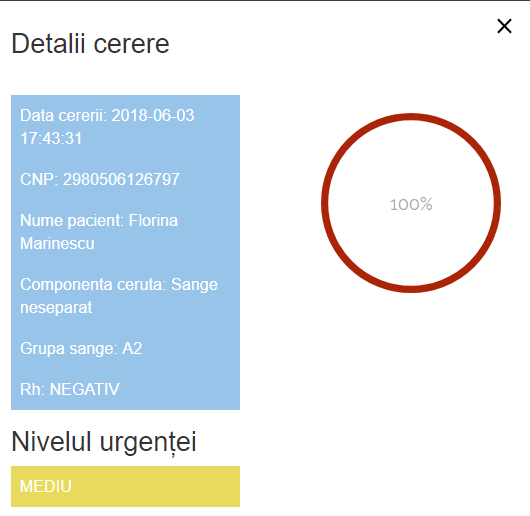 Detalii cerere
Data cererii: 2018-06-03
17:43:31
CNP: 2980506126797
Nume pacient: Florina
Marinescu
Componenta ceruta: Sange
neseparat
Grupa sange: A2
Rh: NEGATIV
100%
Nivelul urgenței
MEDIU